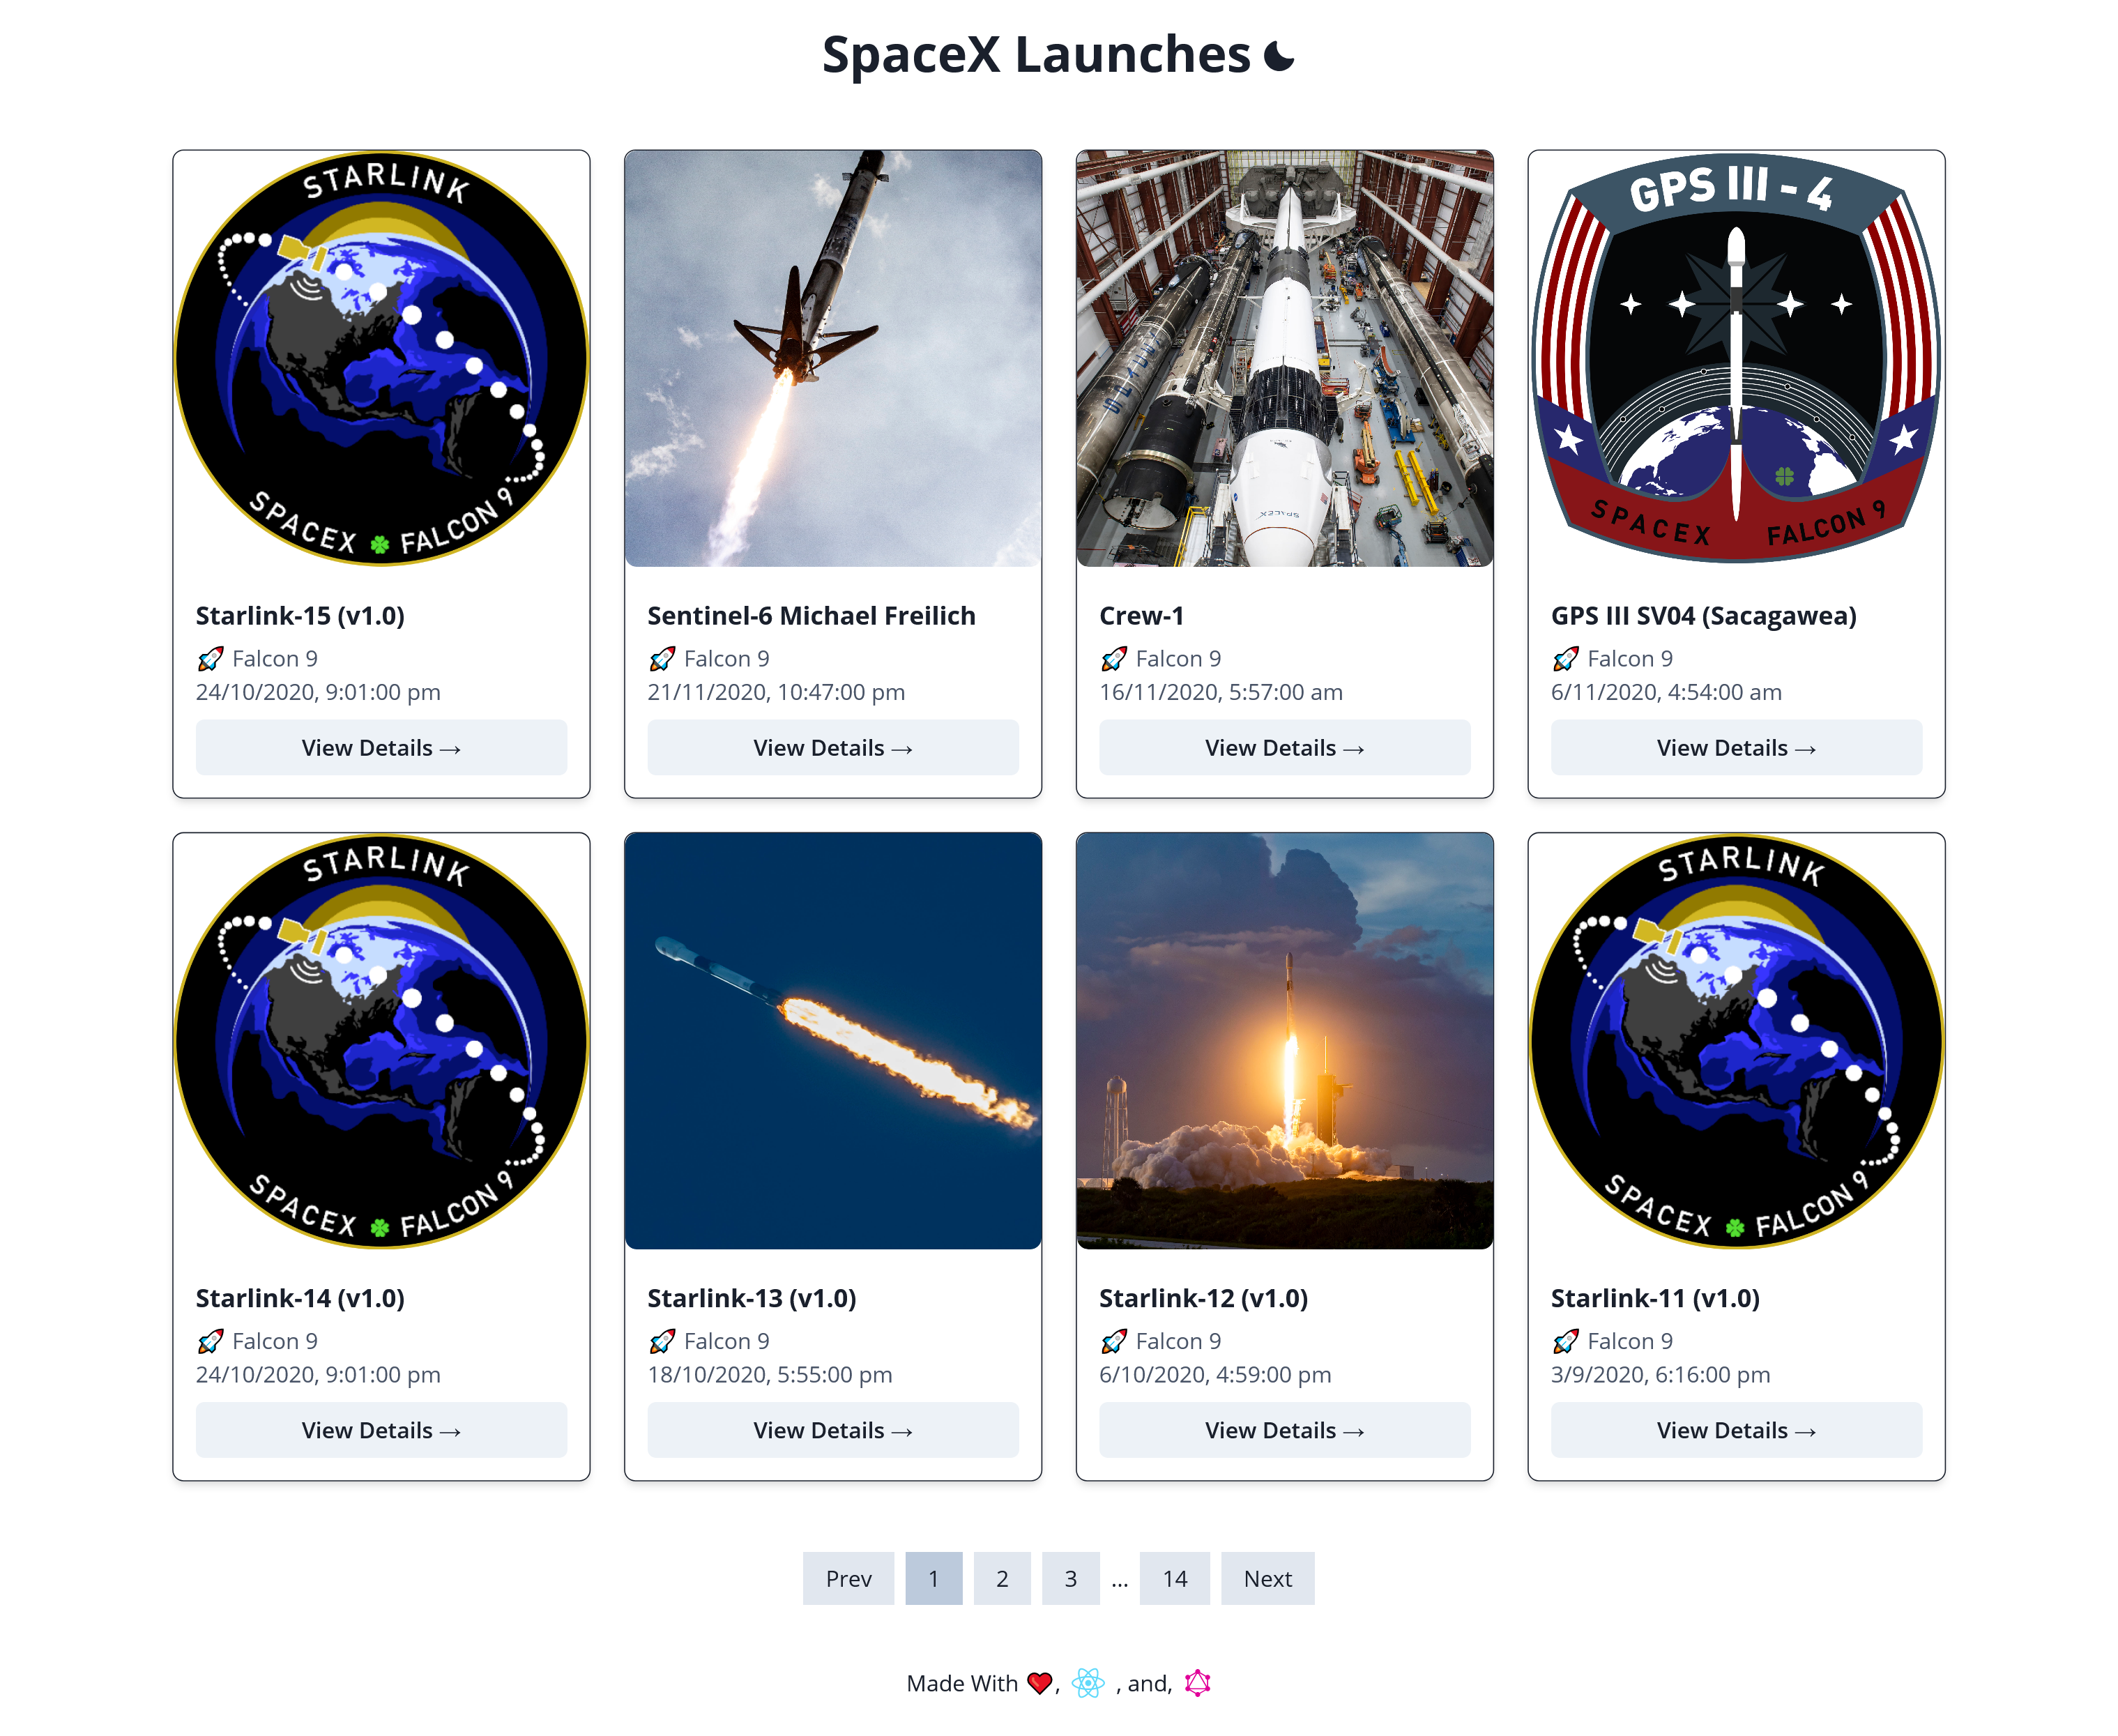 SpaceX Launches
STARLINK
SPACEX FALCON 9
Starlink-15 (v1.0)
🚀 Falcon 9
24/10/2020, 9:01:00 pm
View Details →
Sentinel-6 Michael Freilich
🚀 Falcon 9
21/11/2020, 10:47:00 pm
View Details →
SPACEX
Crew-1
🚀 Falcon 9
16/11/2020, 5:57:00 am
View Details →
GPS III - 4
SPACEX FALCON 9
GPS III SV04 (Sacagawea)
🚀 Falcon 9
6/11/2020, 4:54:00 am
View Details →
STARLINK
SPACEX FALCON 9
Starlink-14 (v1.0)
🚀 Falcon 9
24/10/2020, 9:01:00 pm
View Details →
Starlink-13 (v1.0)
🚀 Falcon 9
18/10/2020, 5:55:00 pm
View Details →
Starlink-12 (v1.0)
🚀 Falcon 9
6/10/2020, 4:59:00 pm
View Details →
STARLINK
SPACEX FALCON 9
Starlink-11 (v1.0)
🚀 Falcon 9
3/9/2020, 6:16:00 pm
View Details →
Prev 1 2 3 ... 14 Next
Made With ❤️, , and,